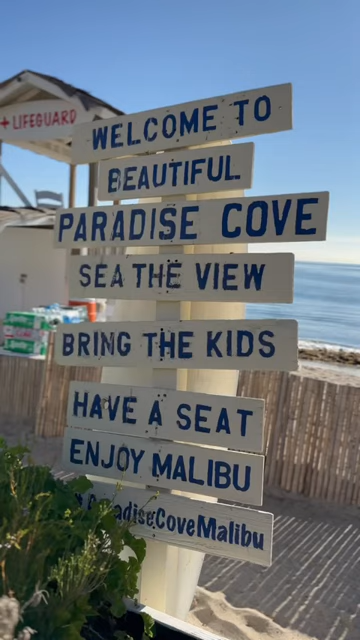 + LIFEGUARD
WELCOME TO
BEAUTIFUL
PARADISE COVE
SEA THE VIEW
BRING THE KIDS
HAVE A SEAT
ENJOY MALIBU
ParadiseCoveMalibu